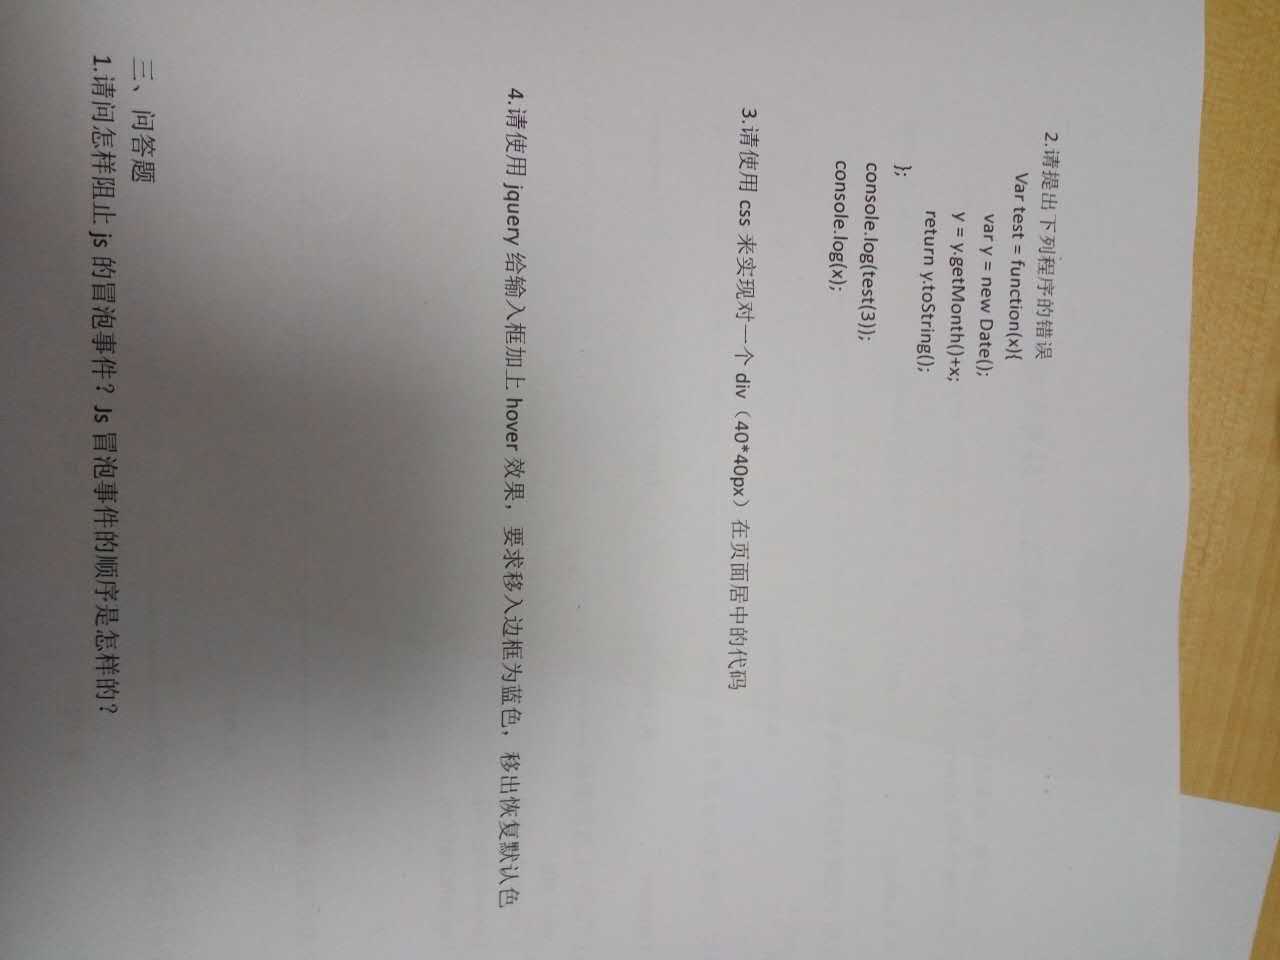 2.请提出下列程序的错误
Var test = function(x){
var y = new Date();
y = y.getMonth()+x;
return y.toString();
};
console.log(test(3));
console.log(x);
3.请使用 css 来实现对一个 div（40*40px）在页面居中的代码
4.请使用 jquery 给输入框加上 hover 效果，要求移入边框为蓝色，移出恢复默认色
三、问答题
1.请问怎样阻止 js 的冒泡事件？Js 冒泡事件的顺序是怎样的？